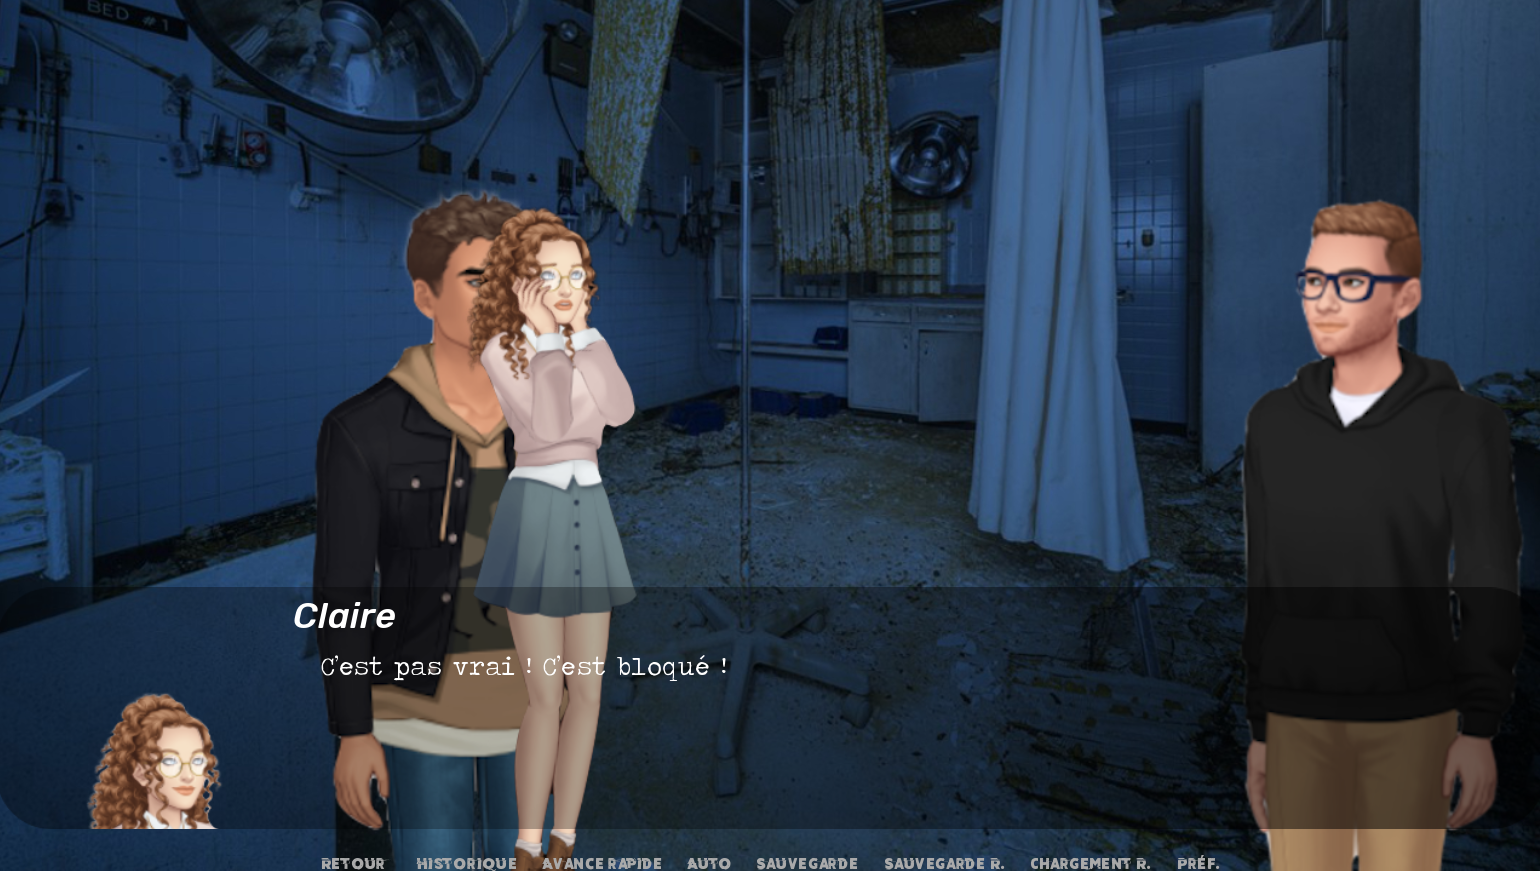 BED #1
Claire
C'est pas vrai ! C'est bloqué !
RETOUR HISTORIQUE AVANCE RAPIDE AUTO SAUVEGARDE SAUVEGARDE R. CHARGEMENT R. PRÉF.